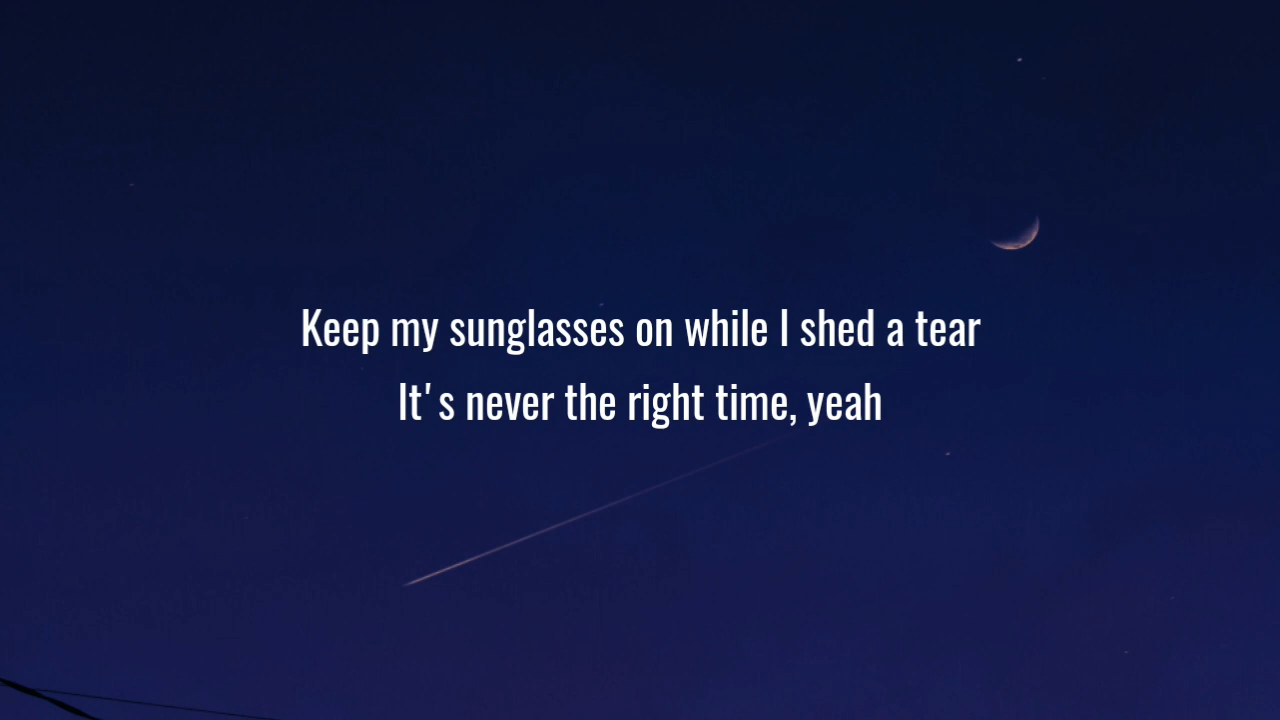 Keep my sunglasses on while I shed a tear
It's never the right time, yeah